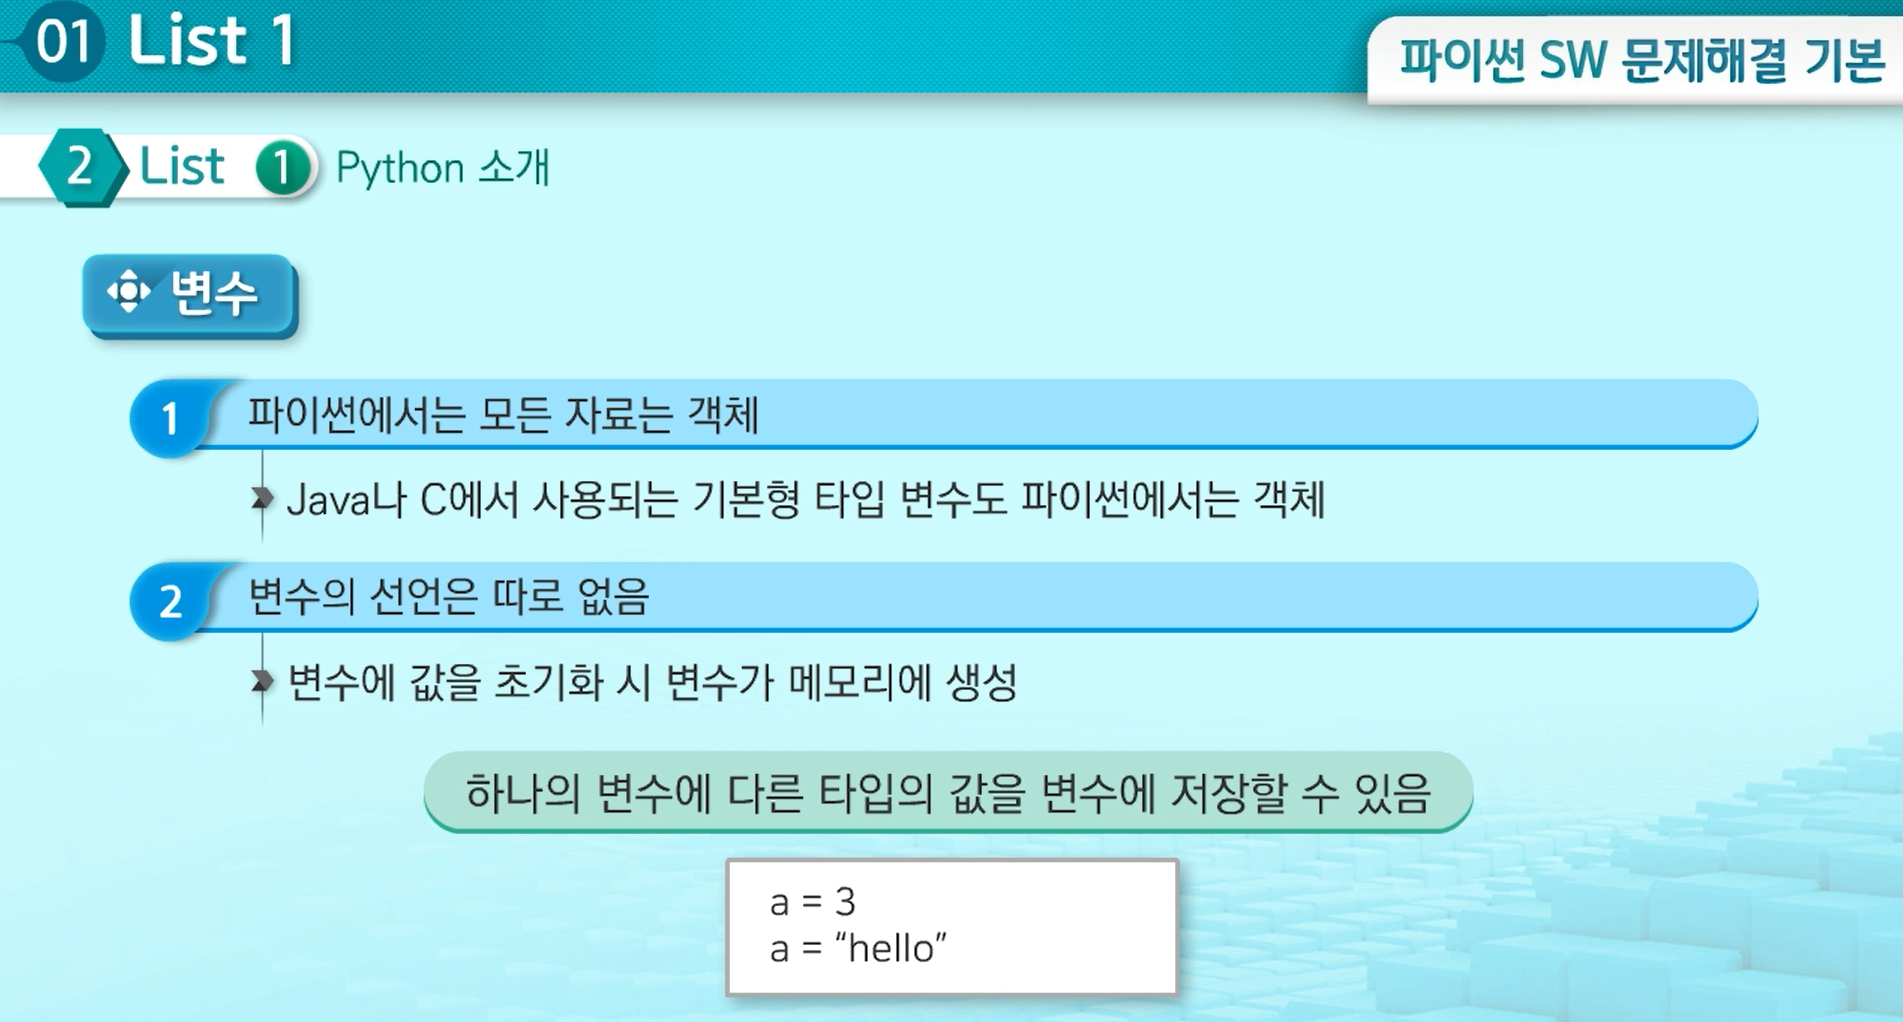 01 List 1
파이썬 SW 문제해결 기본
2 List 1 Python 소개
변수
1 파이썬에서는 모든 자료는 객체
Java나 C에서 사용되는 기본형 타입 변수도 파이썬에서는 객체
2 변수의 선언은 따로 없음
변수에 값을 초기화 시 변수가 메모리에 생성
하나의 변수에 다른 타입의 값을 변수에 저장할 수 있음
a = 3
a = “hello”